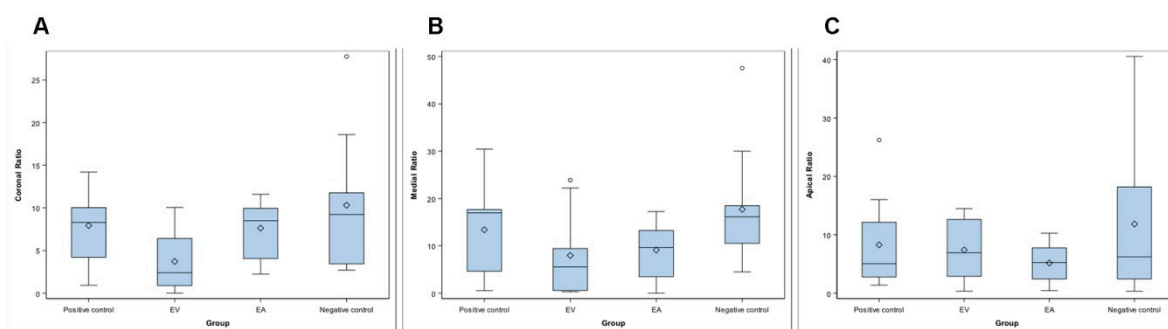 A
Coronal Ratio
25
20
15
10
5
0
Positive control EV EA Negative control
Group
B
Medial Ratio
50
40
30
20
10
0
Positive control EV EA Negative control
Group
C
Apical Ratio
40
30
20
10
0
Positive control EV EA Negative control
Group